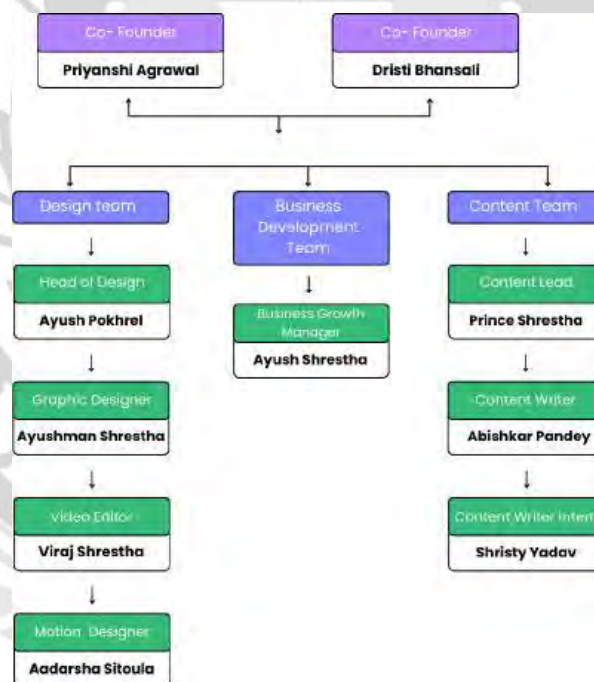 Co- Founder
Priyanshi Agrawal
Co- Founder
Dristi Bhansali
Design team
Head of Design
Ayush Pokhrel
Graphic Designer
Ayushman Shrestha
Video Editor
Viraj Shrestha
Motion Designer
Aadarsha Sitoula
Business
Development
Team
Business Growth
Manager
Ayush Shrestha
Content Team
Content Lead
Prince Shrestha
Content Writer
Abishkar Pandey
Content Writer Intern
Shristy Yadav